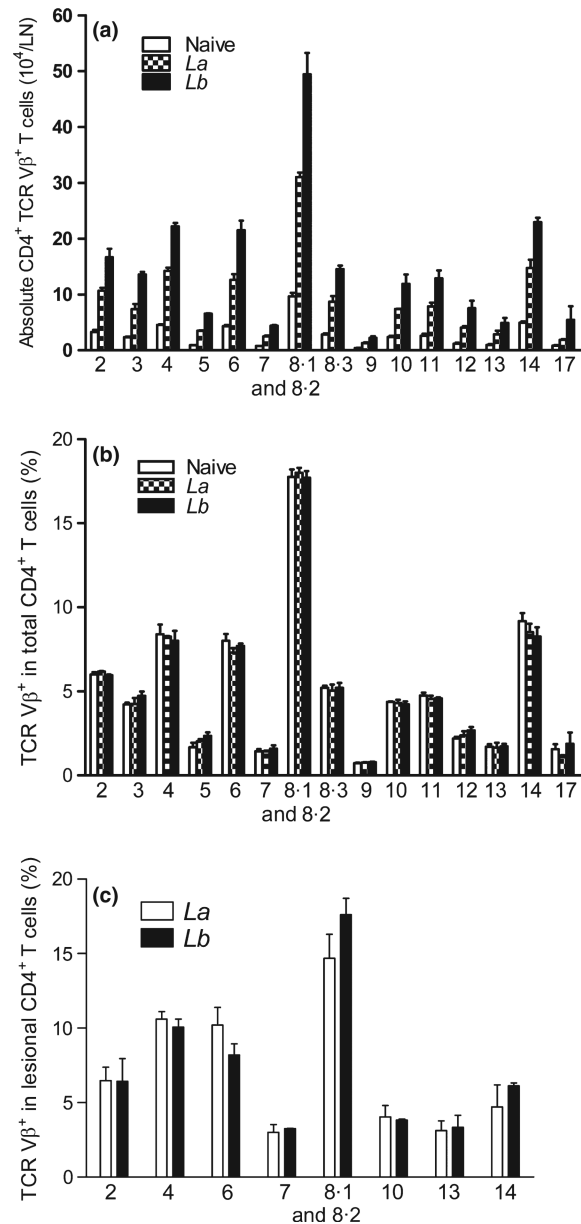 (a)
Absolute CD4⁺ TCR Vβ⁺ T cells (10⁴/LN)
60
50
40
30
20
10
0
Naive
La
Lb
2 3 4 5 6 7 8·1 8·3 9 10 11 12 13 14 17
and 8·2
(b)
TCR Vβ⁺ in total CD4⁺ T cells (%)
20
15
10
5
0
Naive
La
Lb
2 3 4 5 6 7 8·1 8·3 9 10 11 12 13 14 17
and 8·2
(c)
TCR Vβ⁺ in lesional CD4⁺ T cells (%)
20
15
10
5
0
La
Lb
2 4 6 7 8·1 10 13 14
and 8·2